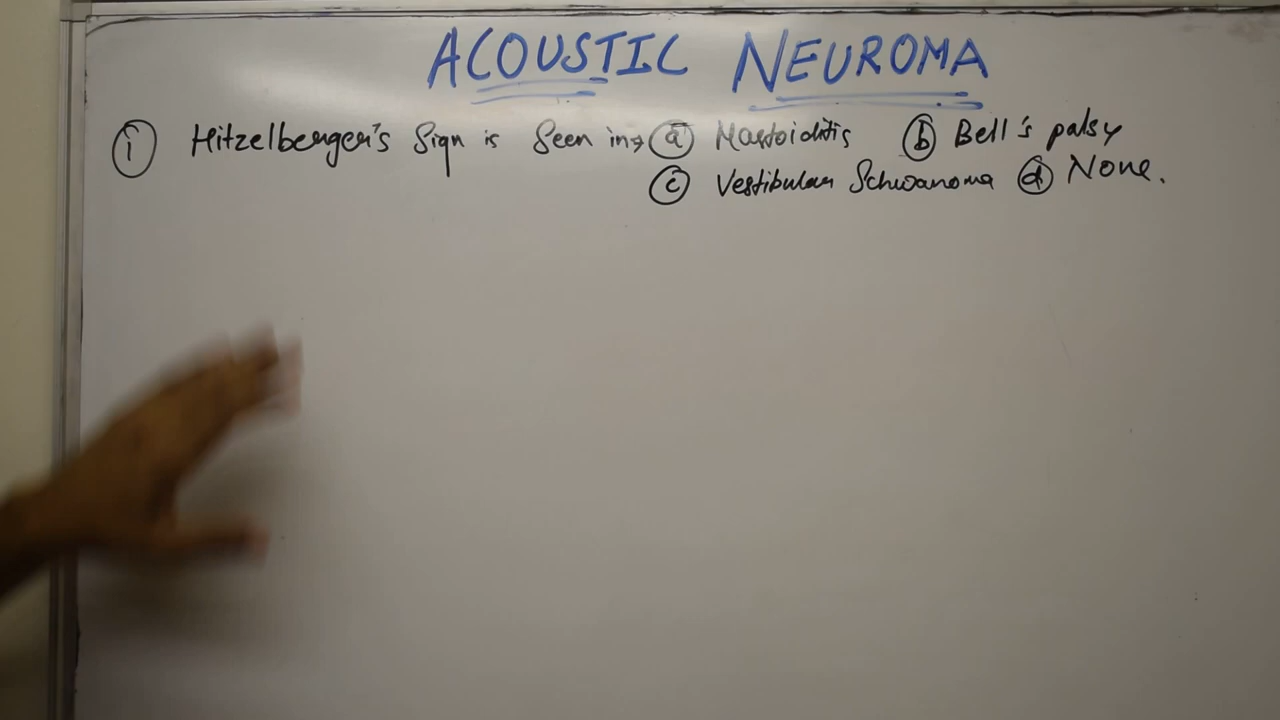 ACOUSTIC NEUROMA
i Hitzelberger's Sign is Seen in→ a Mastoiditis b Bell's palsy
c Vestibular Schwanoma d None.